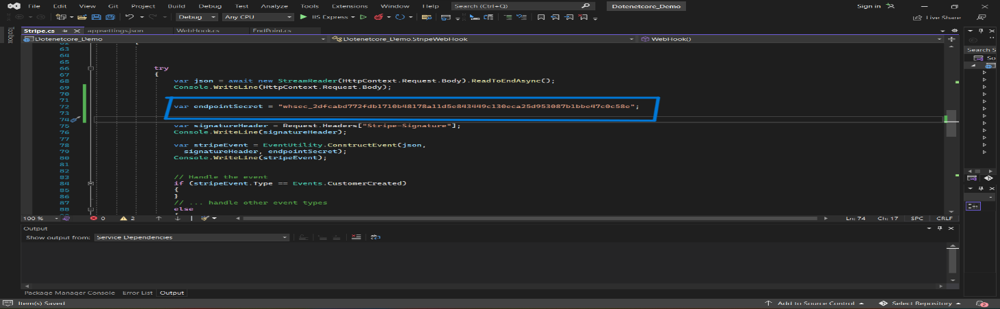 File Edit View Git Project Build Debug Test Analyze Tools Extensions Window Help Search (Ctrl+Q) Dotenetcore_Demo Sign in
Debug Any CPU IIS Express Live Share
Toolbox
Stripe.cs appsettings.json WebHook.cs EndPoint.cs
Dotenetcore_Demo Dotenetcore_Demo.StripeWebHook WebHook()
Search S
So
62
63
64
65
66 try
67 {
68 var json = await new StreamReader(HttpContext.Request.Body).ReadToEndAsync();
69 Console.WriteLine(HttpContext.Request.Body);
70
71
72 var endpointSecret = "whsec_2dfcabd772fdb1710b48178a11d5e843449c130eca25d953087b1bbe47c0c58e";
73
74
75 var signatureHeader = Request.Headers["Stripe-Signature"];
76 Console.WriteLine(signatureHeader);
77
78 var stripeEvent = EventUtility.ConstructEvent(json,
79 signatureHeader, endpointSecret);
80 Console.WriteLine(stripeEvent);
81
82
83 // Handle the event
84 if (stripeEvent.Type == Events.CustomerCreated)
85 {
86 }
87 // ... handle other event types
88 else
100 % 0 2 Ln: 74 Ch: 17 SPC CRLF
Output
Show output from: Service Dependencies
Package Manager Console Error List Output
Item(s) Saved Add to Source Control Select Repository 2